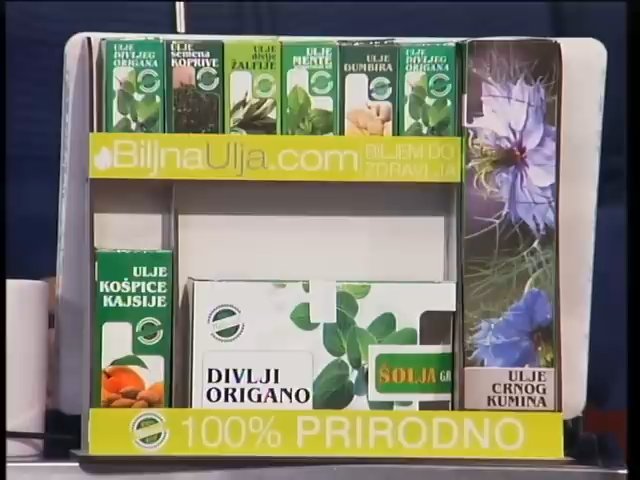 ULJE
DIVLJEG
ORIGANA
ULJE
semena
KOPRIVE
ULJE
divlje
ŽALFIJE
ULJE
MENTE
ULJE
ĐUMBIRA
ULJE
DIVLJEG
ORIGANA
BiljnaUlja.com
BILJEM DO
ZDRAVLJA
ULJE
KOŠPICE
KAJSIJE
DIVLJI
ORIGANO
ŠOLJA
ULJE
CRNOG
KUMINA
100% PRIRODNO